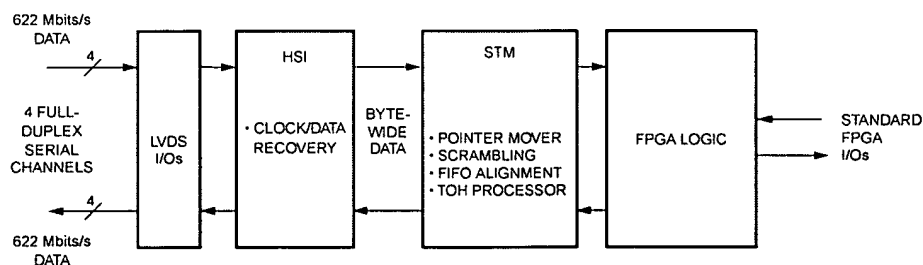 622 Mbits/s
DATA
4
4 FULL-
DUPLEX
SERIAL
CHANNELS
4
622 Mbits/s
DATA
LVDS
I/Os
HSI
• CLOCK/DATA
RECOVERY
BYTE-
WIDE
DATA
STM
• POINTER MOVER
• SCRAMBLING
• FIFO ALIGNMENT
• TOH PROCESSOR
FPGA LOGIC
STANDARD
FPGA
I/Os